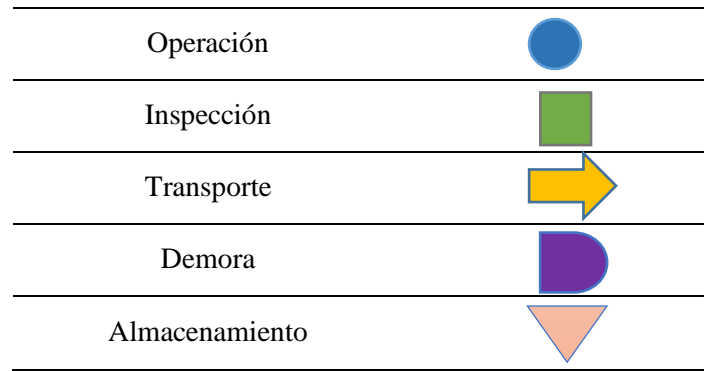 Operación
Inspección
Transporte
Demora
Almacenamiento